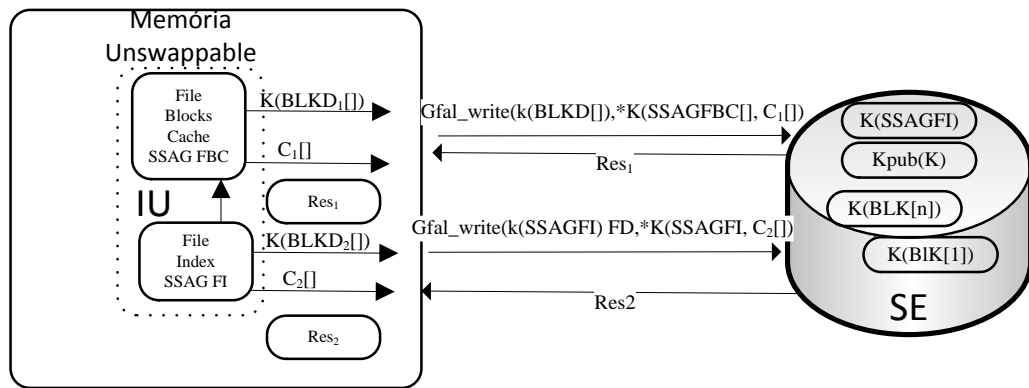 Memória
Unswappable
File
Blocks
Cache
SSAG FBC
IU
File
Index
SSAG FI
K(BLKD₁[])
C₁[]
Res₁
K(BLKD₂[])
C₂[]
Res₂
Gfal_write(k(BLKD[]),*K(SSAGFBC[], C₁[])
Res₁
Gfal_write(k(SSAGFI) FD,*K(SSAGFI, C₂[])
Res2
K(SSAGFI)
Kpub(K)
K(BLK[n])
K(BlK[1])
SE